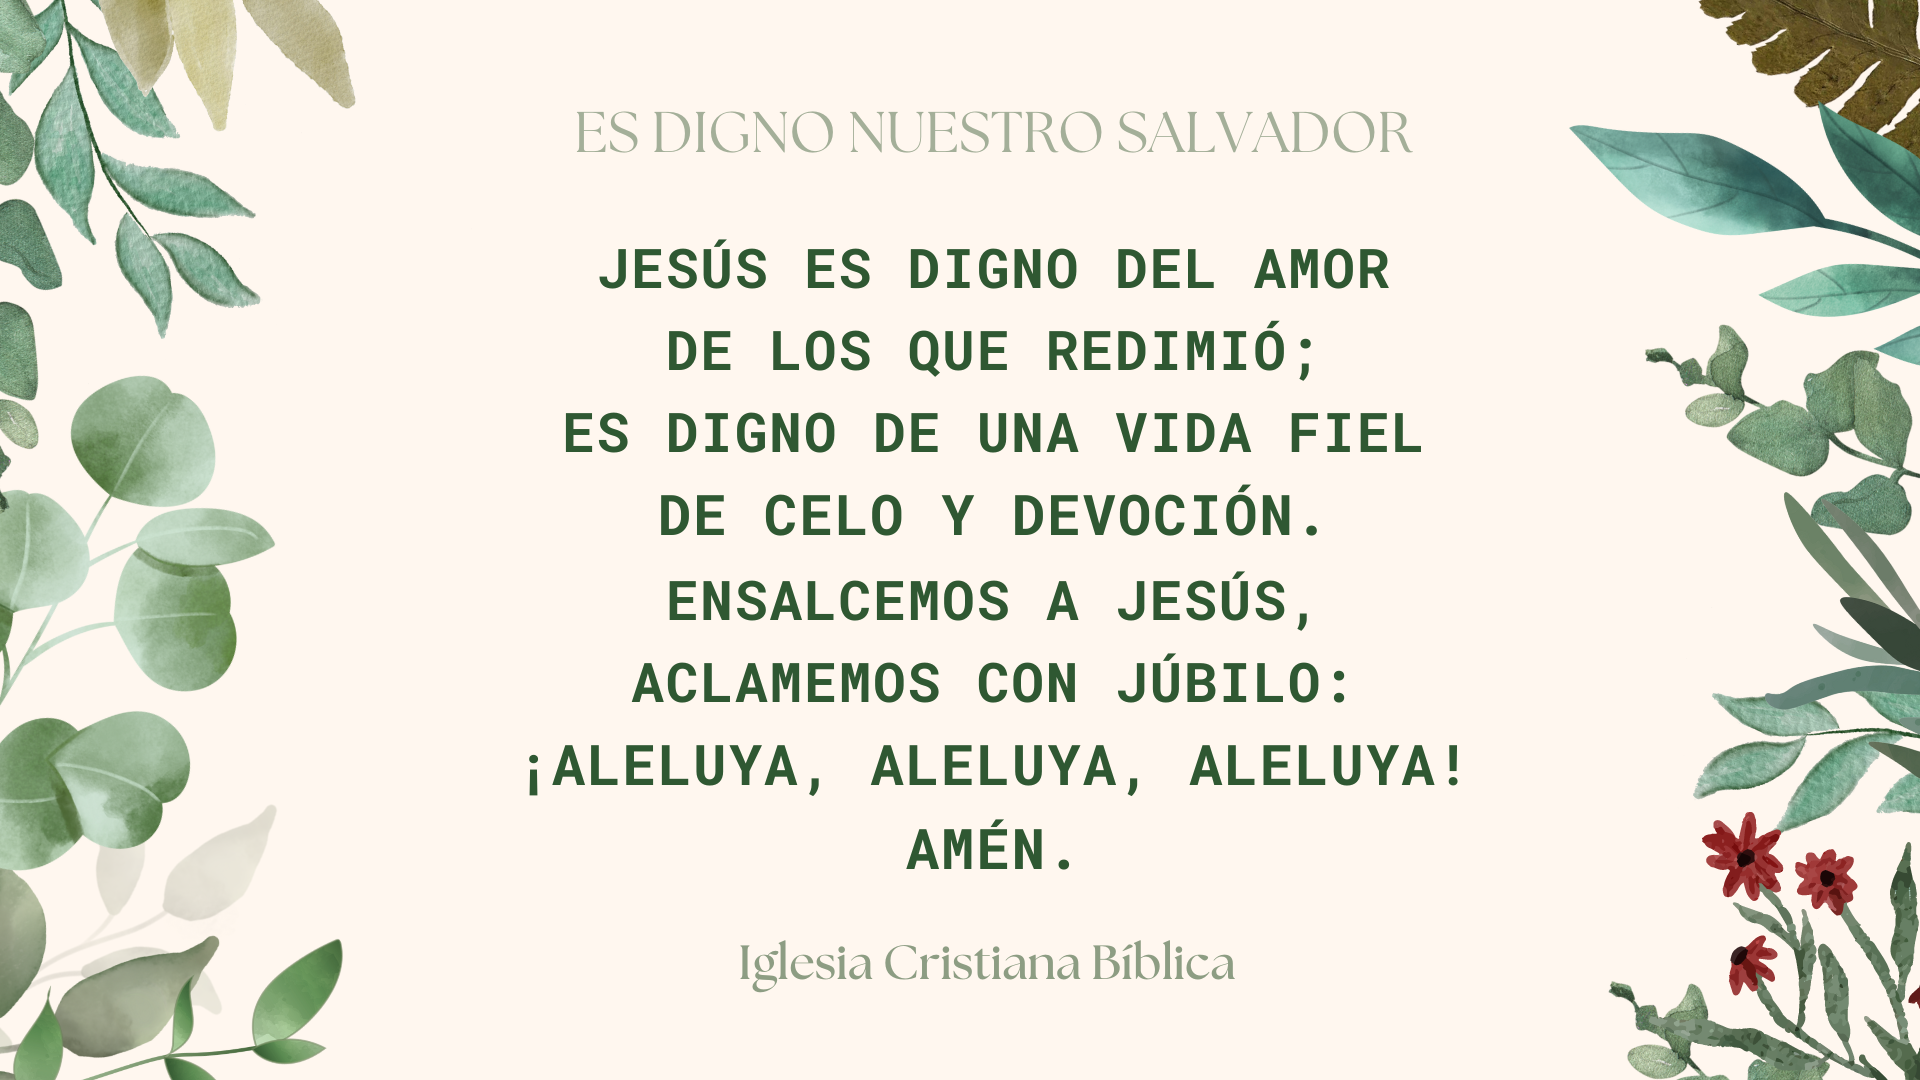 ES DIGNO NUESTRO SALVADOR
JESÚS ES DIGNO DEL AMOR
DE LOS QUE REDIMIÓ;
ES DIGNO DE UNA VIDA FIEL
DE CELO Y DEVOCIÓN.
ENSALCEMOS A JESÚS,
ACLAMEMOS CON JÚBILO:
¡ALELUYA, ALELUYA, ALELUYA!
AMÉN.
Iglesia Cristiana Bíblica